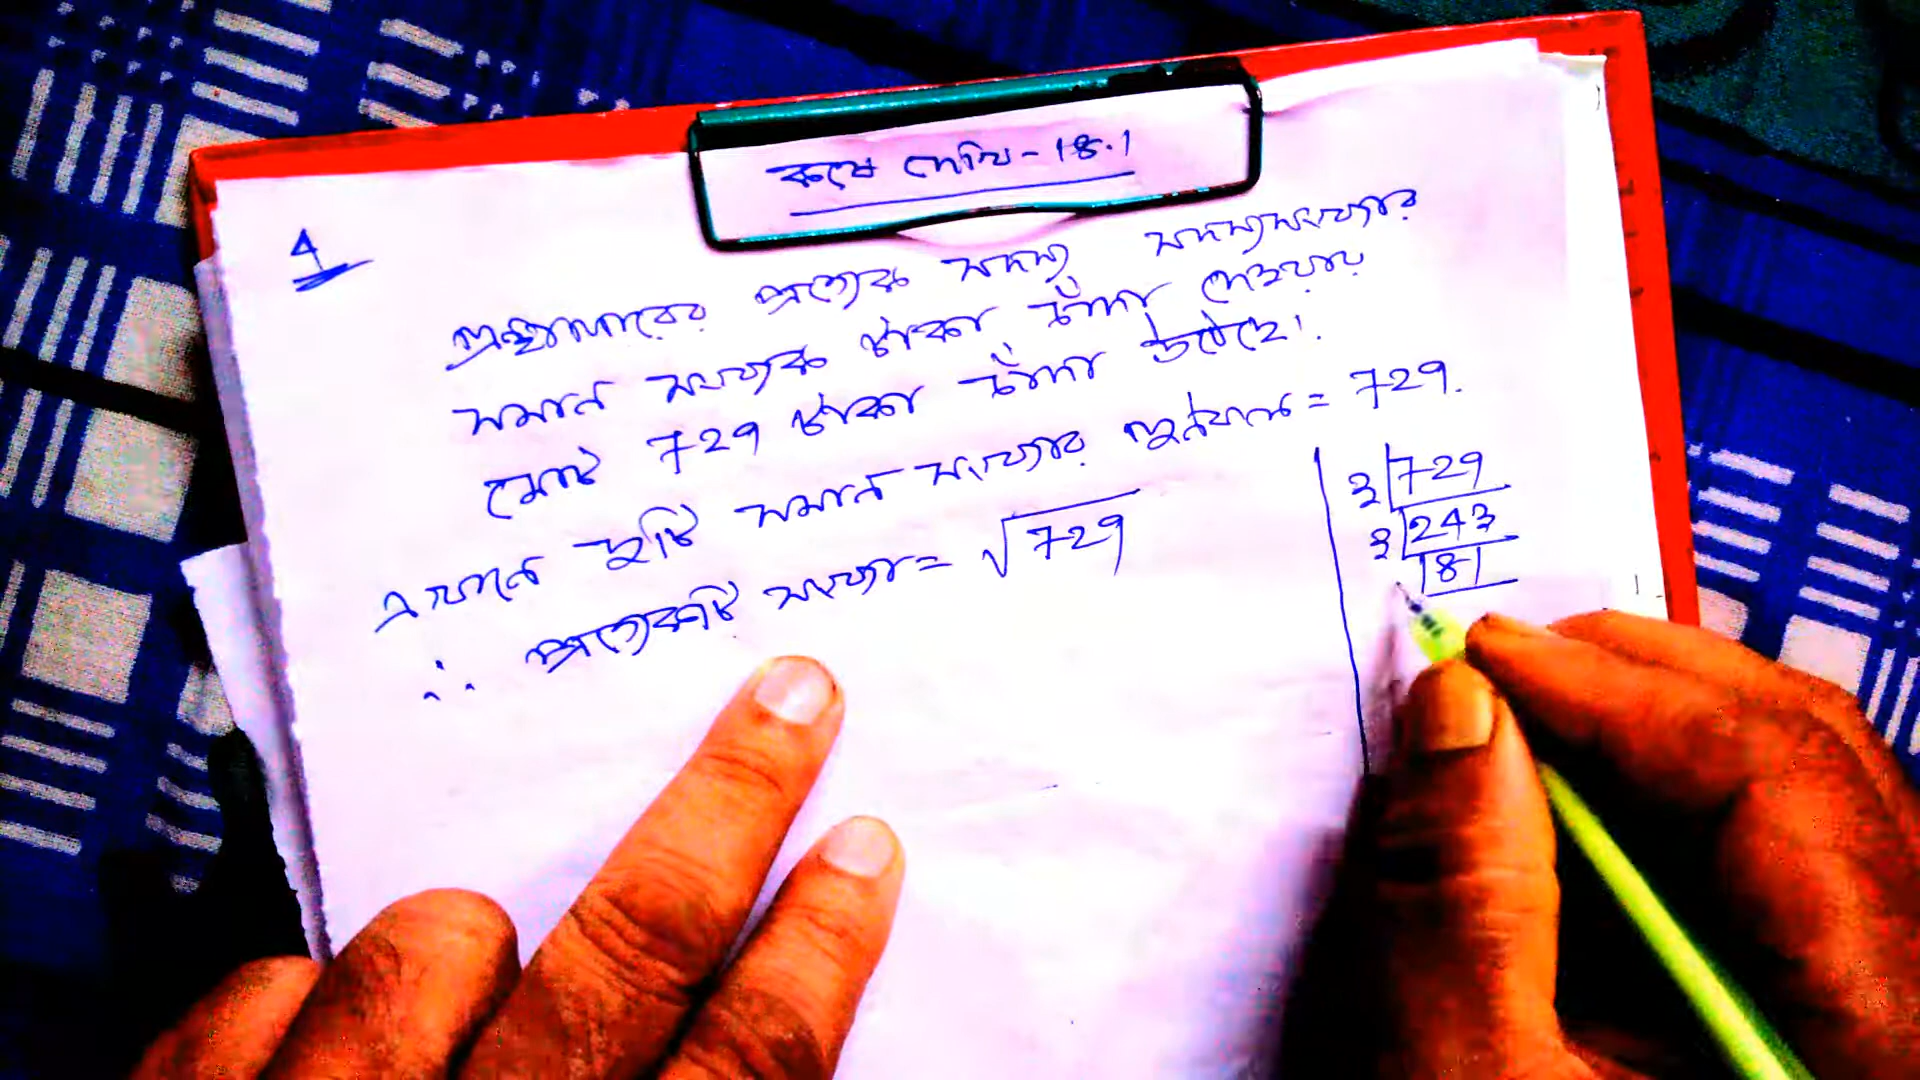 কষে দেখি - 18.1
4
গ্রন্থাগারের প্রত্যেক সদস্য সদস্যসংখ্যার
সমান সংখ্যক টাকা চাঁদা দেওয়ায়
মোট 729 টাকা চাঁদা উঠেছে।
এখানে দুটি সমান সংখ্যার গুণফল = 729.
∴ প্রত্যেকটি সংখ্যা = √729
3 729
3 243
81